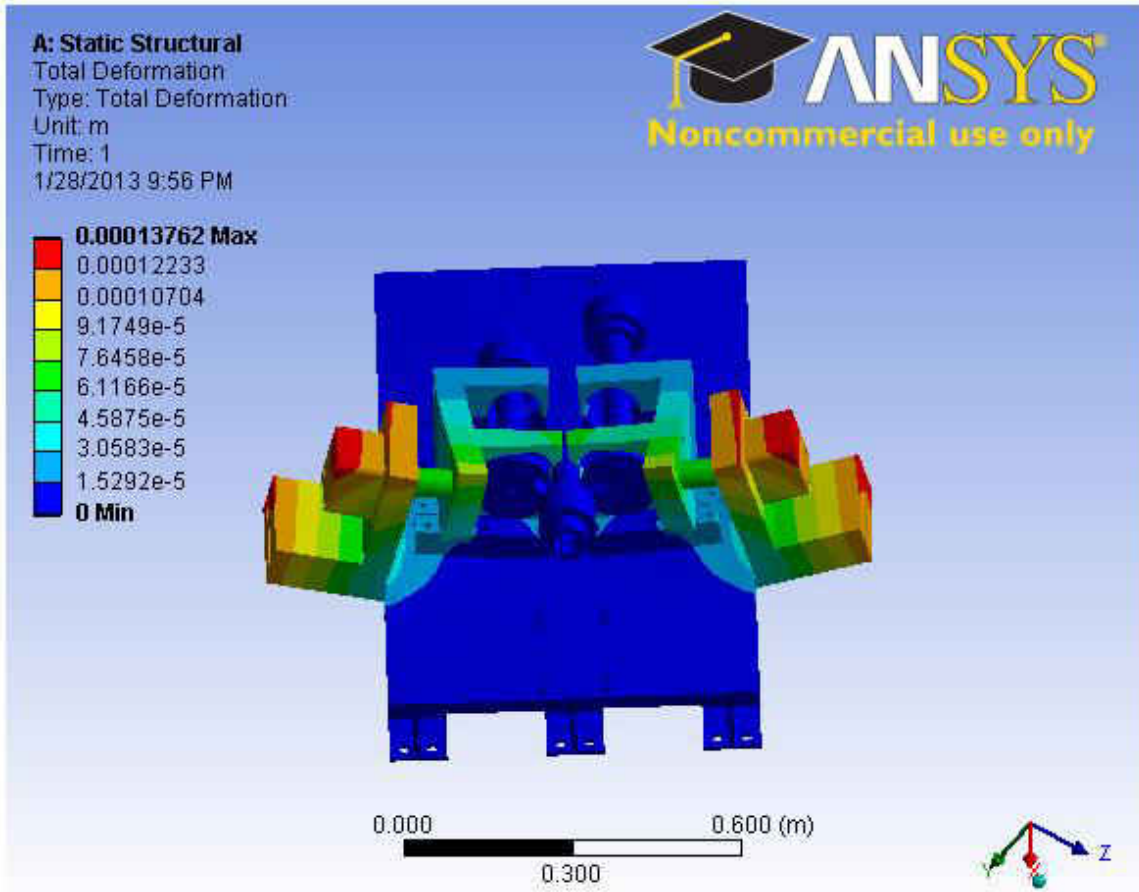 A: Static Structural
Total Deformation
Type: Total Deformation
Unit: m
Time: 1
1/28/2013 9:56 PM
ANSYS®
Noncommercial use only
0.00013762 Max
0.00012233
0.00010704
9.1749e-5
7.6458e-5
6.1166e-5
4.5875e-5
3.0583e-5
1.5292e-5
0 Min
0.000 0.600 (m)
0.300
Y Z